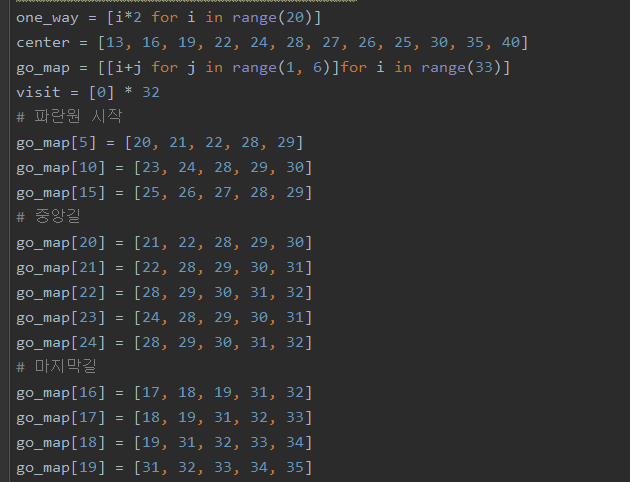 one_way = [i*2 for i in range(20)]
center = [13, 16, 19, 22, 24, 28, 27, 26, 25, 30, 35, 40]
go_map = [[i+j for j in range(1, 6)]for i in range(33)]
visit = [0] * 32
# 파란원 시작
go_map[5] = [20, 21, 22, 28, 29]
go_map[10] = [23, 24, 28, 29, 30]
go_map[15] = [25, 26, 27, 28, 29]
# 중앙길
go_map[20] = [21, 22, 28, 29, 30]
go_map[21] = [22, 28, 29, 30, 31]
go_map[22] = [28, 29, 30, 31, 32]
go_map[23] = [24, 28, 29, 30, 31]
go_map[24] = [28, 29, 30, 31, 32]
# 마지막길
go_map[16] = [17, 18, 19, 31, 32]
go_map[17] = [18, 19, 31, 32, 33]
go_map[18] = [19, 31, 32, 33, 34]
go_map[19] = [31, 32, 33, 34, 35]